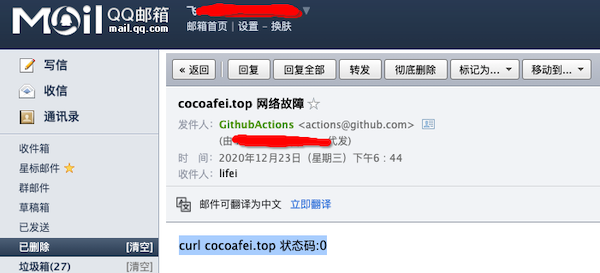 MOil QQ邮箱
mail.qq.com
飞
邮箱首页 | 设置 - 换肤
写信
收信
通讯录
收件箱
星标邮件
群邮件
草稿箱
已发送
已删除 [清空]
垃圾箱(27) [清空]
« 返回 回复 回复全部 转发 彻底删除 标记为... 移动到...
cocoafei.top 网络故障
发件人: GithubActions <actions@github.com>
(由 代发)
时 间: 2020年12月23日 (星期三) 下午6:44
收件人: lifei
邮件可翻译为中文 立即翻译
curl cocoafei.top 状态码:0